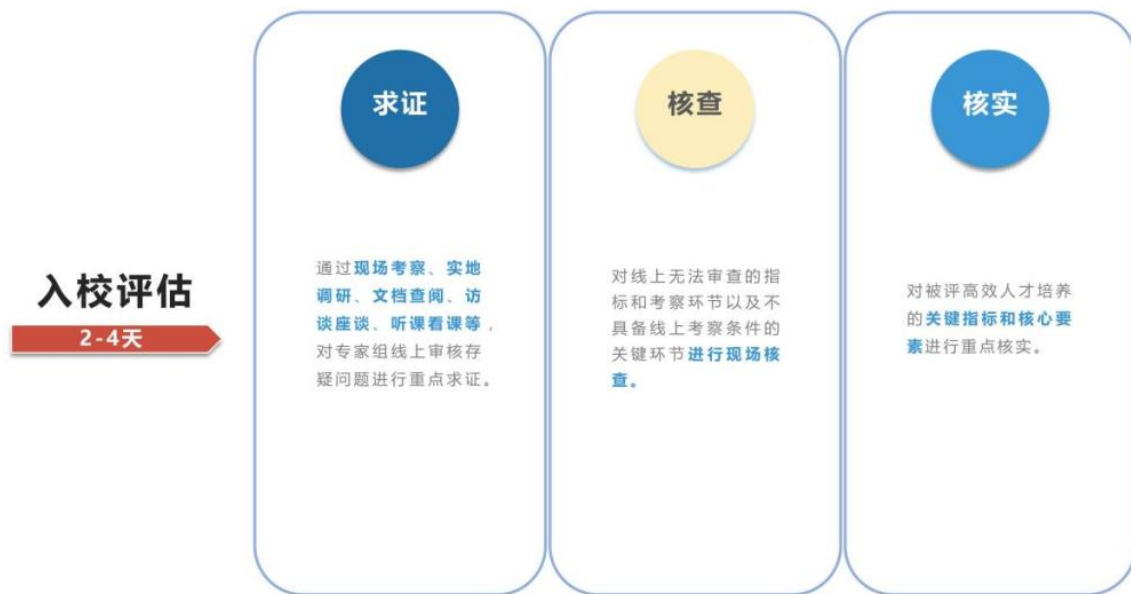 入校评估
2-4天
求证
通过现场考察、实地
调研、文档查阅、访
谈座谈、听课看课等，
对专家组线上审核存
疑问题进行重点求证。
核查
对线上无法审查的指
标和考察环节以及不
具备线上考察条件的
关键环节进行现场核
查。
核实
对被评高效人才培养
的关键指标和核心要
素进行重点核实。